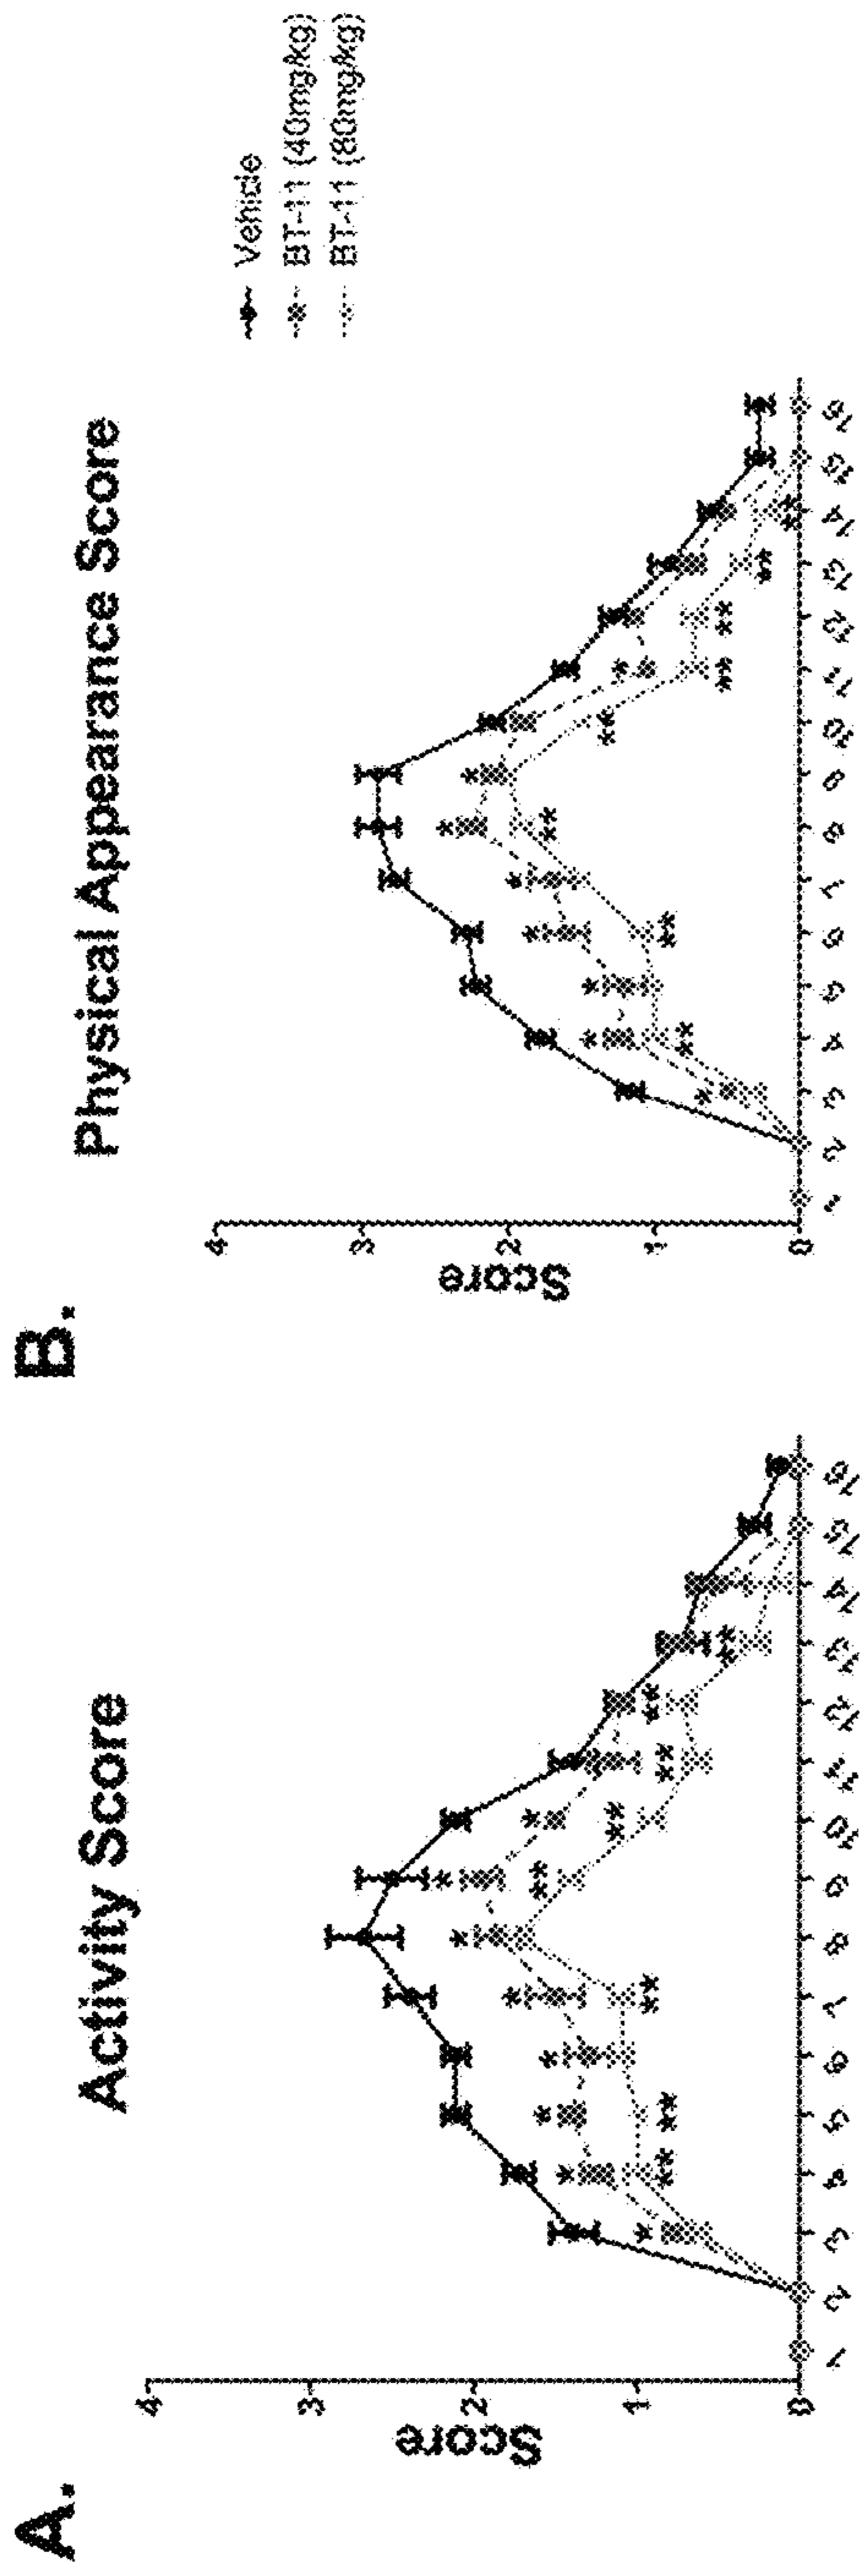 A.
Activity Score
Score
4
3
2
1
0
1 2 3 4 5 6 7 8 9 10 11 12 13 14 15 16
* * * * * * * *
** ** ** ** ** ** ** **
B.
Physical Appearance Score
Score
4
3
2
1
0
1 2 3 4 5 6 7 8 9 10 11 12 13 14 15 16
* * * * * * * *
** ** ** ** ** ** ** **
Vehicle
BT-11 (40mg/kg)
BT-11 (80mg/kg)